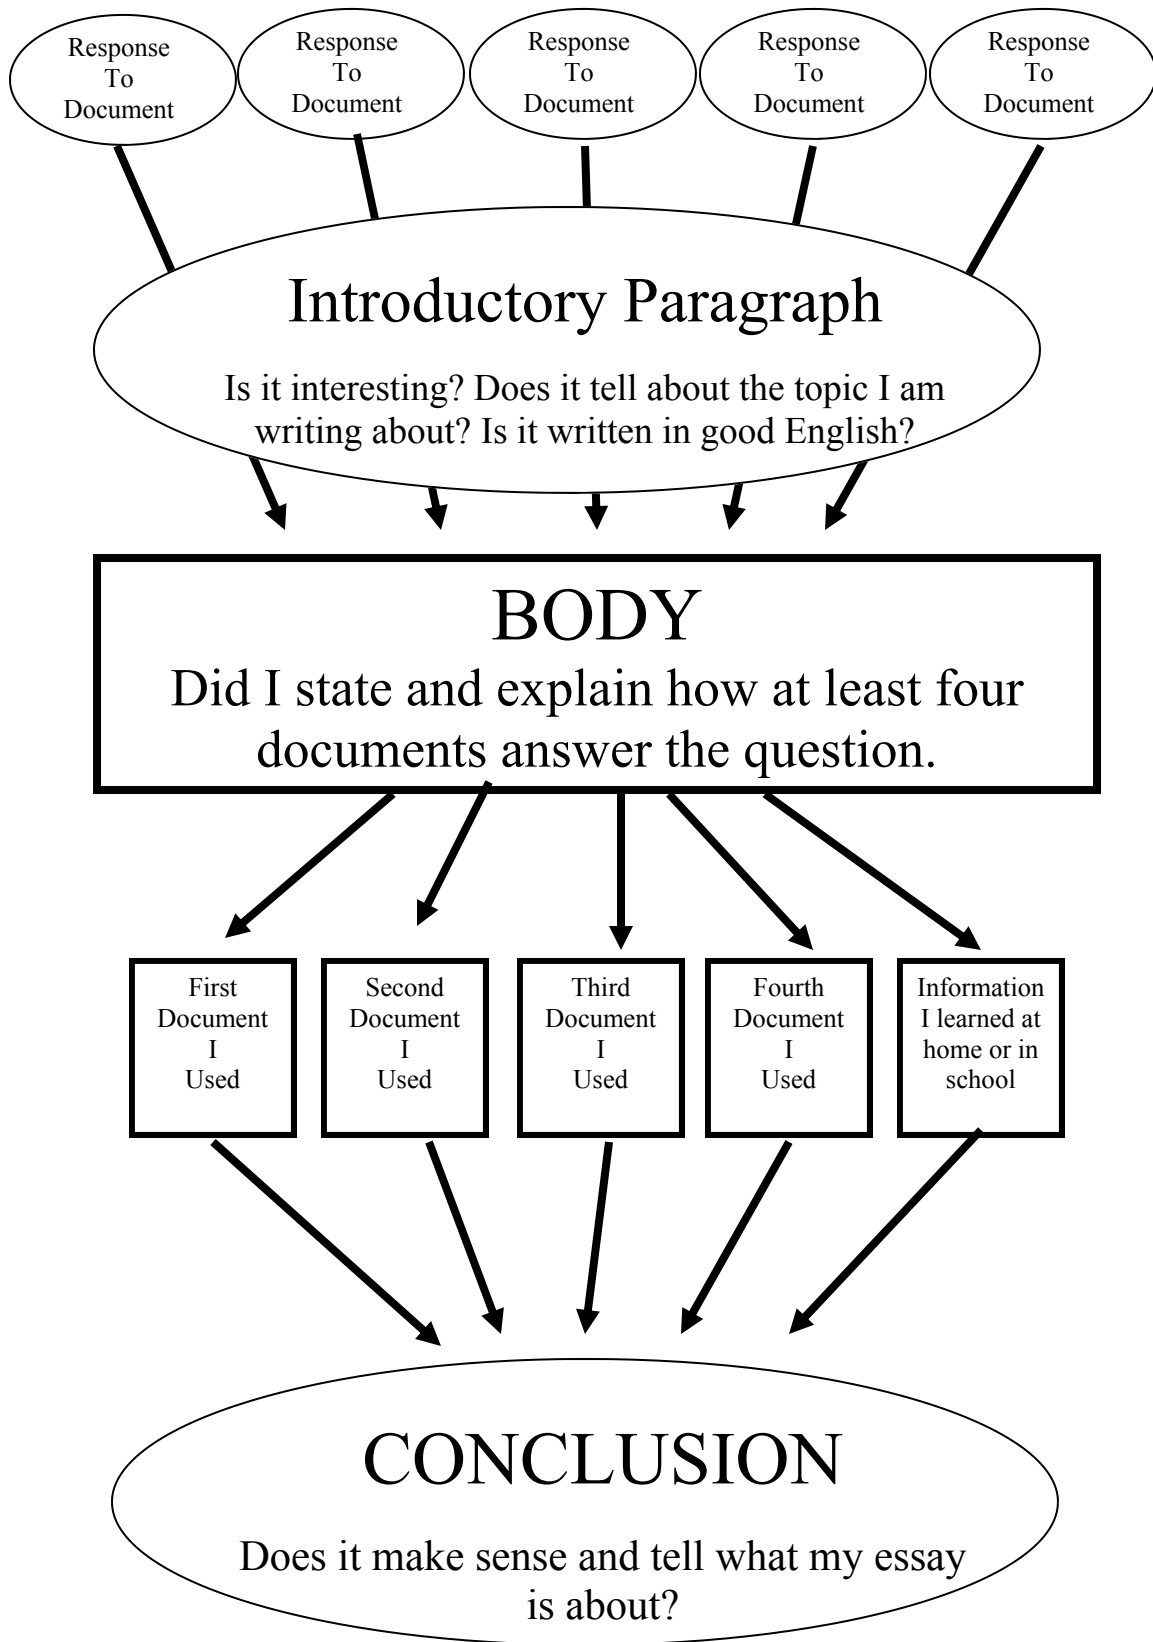 Response
To
Document
Response
To
Document
Response
To
Document
Response
To
Document
Response
To
Document
Introductory Paragraph
Is it interesting? Does it tell about the topic I am
writing about? Is it written in good English?
BODY
Did I state and explain how at least four
documents answer the question.
First
Document
I
Used
Second
Document
I
Used
Third
Document
I
Used
Fourth
Document
I
Used
Information
I learned at
home or in
school
CONCLUSION
Does it make sense and tell what my essay
is about?